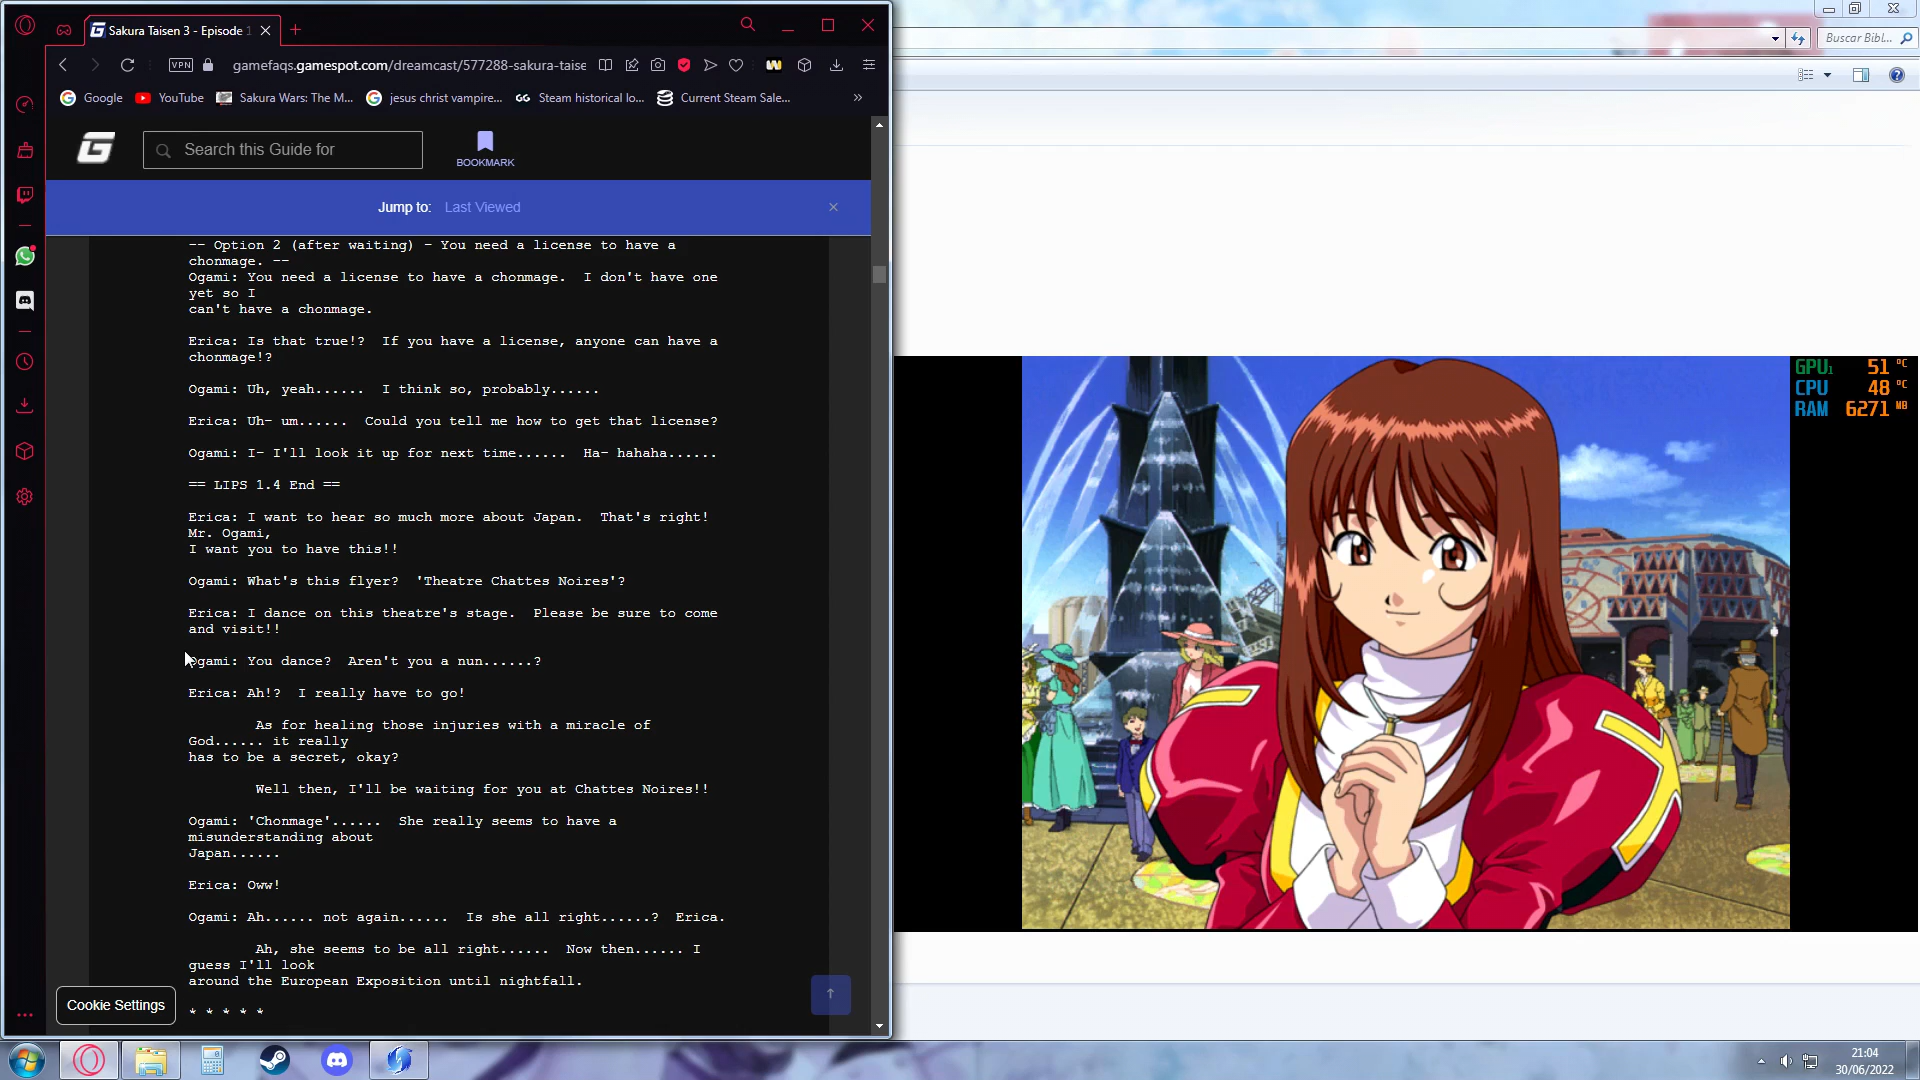 Sakura Taisen 3 - Episode 1
VPN
gamefaqs.gamespot.com/dreamcast/577288-sakura-taise
Google
YouTube
Sakura Wars: The M...
jesus christ vampire...
GG
Steam historical lo...
Current Steam Sale...
Search this Guide for
BOOKMARK
Jump to: Last Viewed
-- Option 2 (after waiting) - You need a license to have a
chonmage. --
Ogami: You need a license to have a chonmage. I don't have one
yet so I
can't have a chonmage.
Erica: Is that true!? If you have a license, anyone can have a
chonmage!?
Ogami: Uh, yeah...... I think so, probably......
Erica: Uh- um...... Could you tell me how to get that license?
Ogami: I- I'll look it up for next time...... Ha- hahaha......
== LIPS 1.4 End ==
Erica: I want to hear so much more about Japan. That's right!
Mr. Ogami,
I want you to have this!!
Ogami: What's this flyer? 'Theatre Chattes Noires'?
Erica: I dance on this theatre's stage. Please be sure to come
and visit!!
Ogami: You dance? Aren't you a nun......?
Erica: Ah!? I really have to go!
As for healing those injuries with a miracle of
God...... it really
has to be a secret, okay?
Well then, I'll be waiting for you at Chattes Noires!!
Ogami: 'Chonmage'...... She really seems to have a
misunderstanding about
Japan......
Erica: Oww!
Ogami: Ah...... not again...... Is she all right......? Erica.
Ah, she seems to be all right...... Now then...... I
guess I'll look
around the European Exposition until nightfall.
* * * * *
Cookie Settings
Buscar Bibl...
GPU1 51 °C
CPU 48 °C
RAM 6271 MB
21:04
30/06/2022